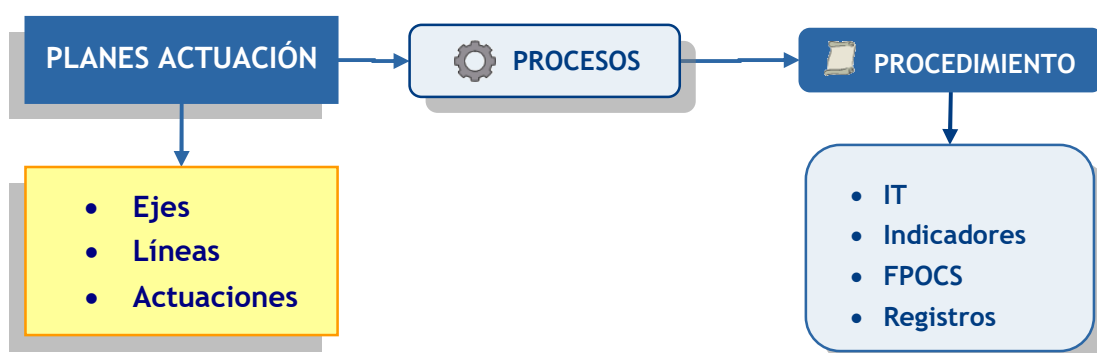 PLANES ACTUACIÓN
PROCESOS
PROCEDIMIENTO
• Ejes
• Líneas
• Actuaciones
• IT
• Indicadores
• FPOCS
• Registros